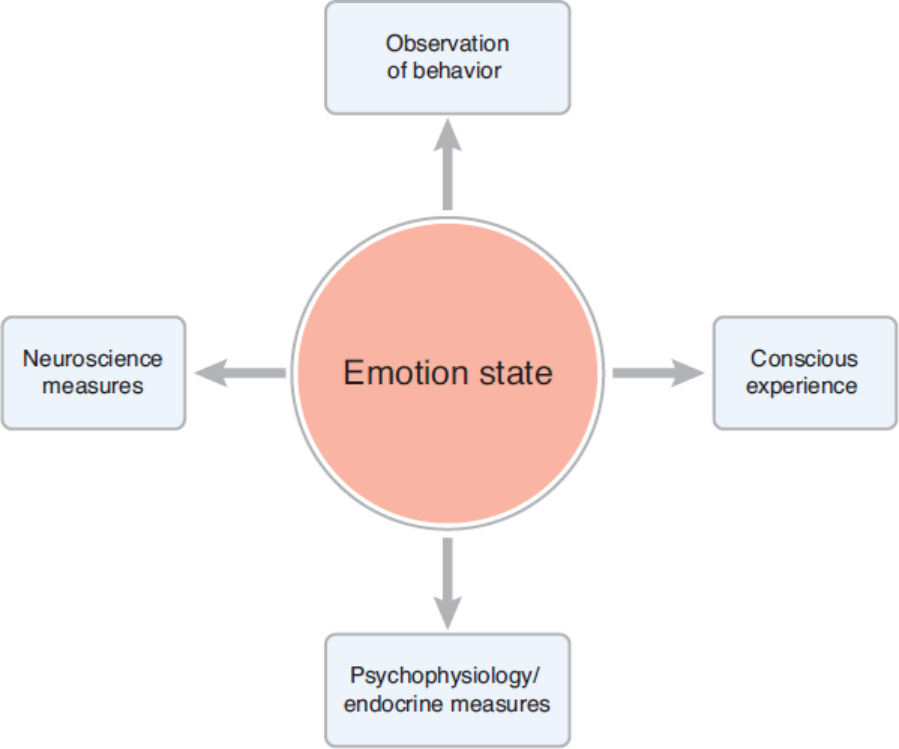 Observation
of behavior
Neuroscience
measures
Emotion state
Conscious
experience
Psychophysiology/
endocrine measures